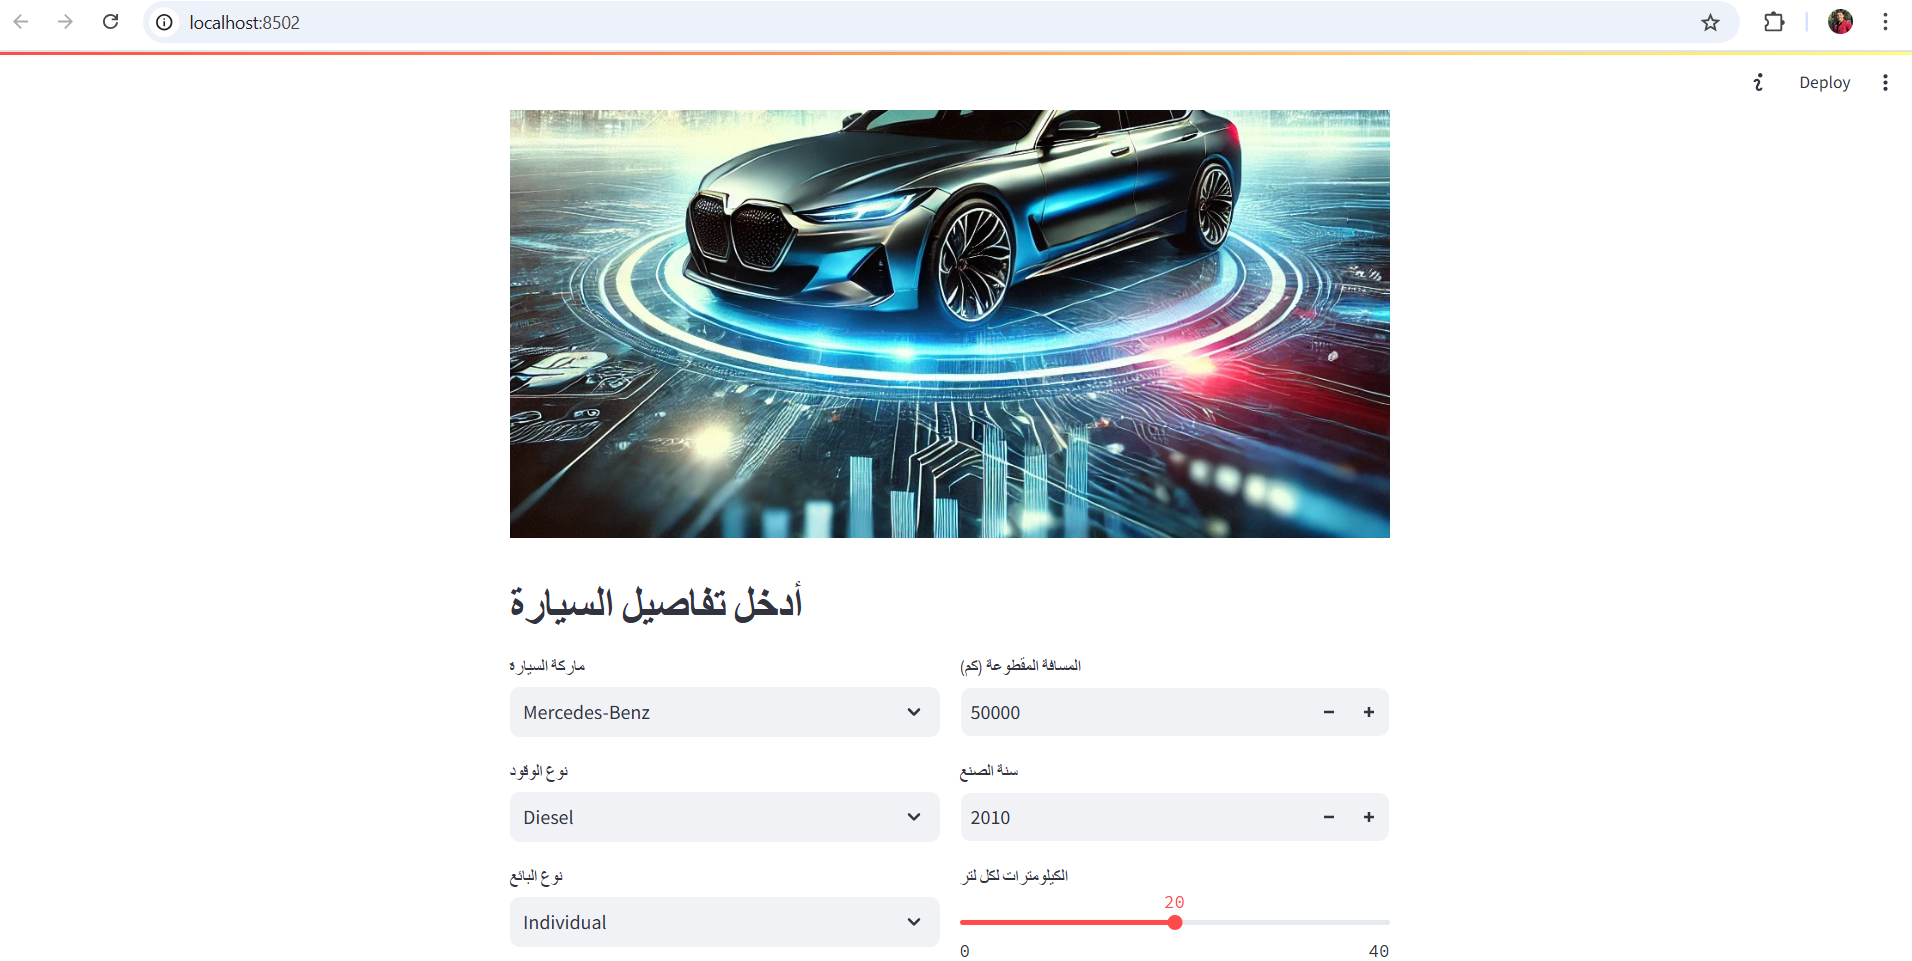 localhost:8502
Deploy
أدخل تفاصيل السيارة
ماركة السيارة
المسافة المقطوعة (كم)
Mercedes-Benz
50000
نوع الوقود
سنة الصنع
Diesel
2010
نوع البائع
الكيلومترات لكل لتر
20
Individual
0
40